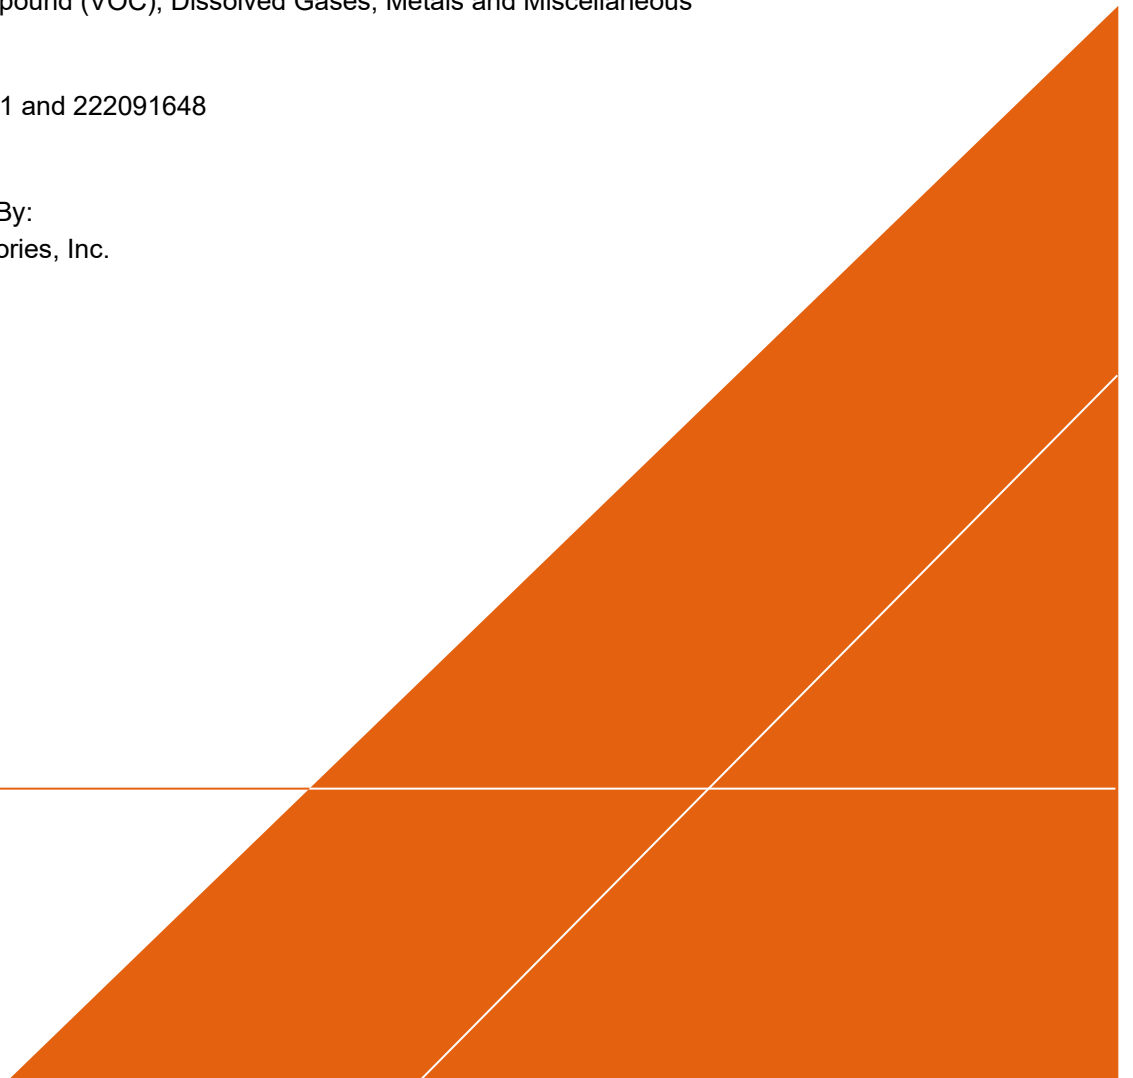 pound (VOC), Dissolved Gases, Metals and Miscellaneous
1 and 222091648
By:
ories, Inc.